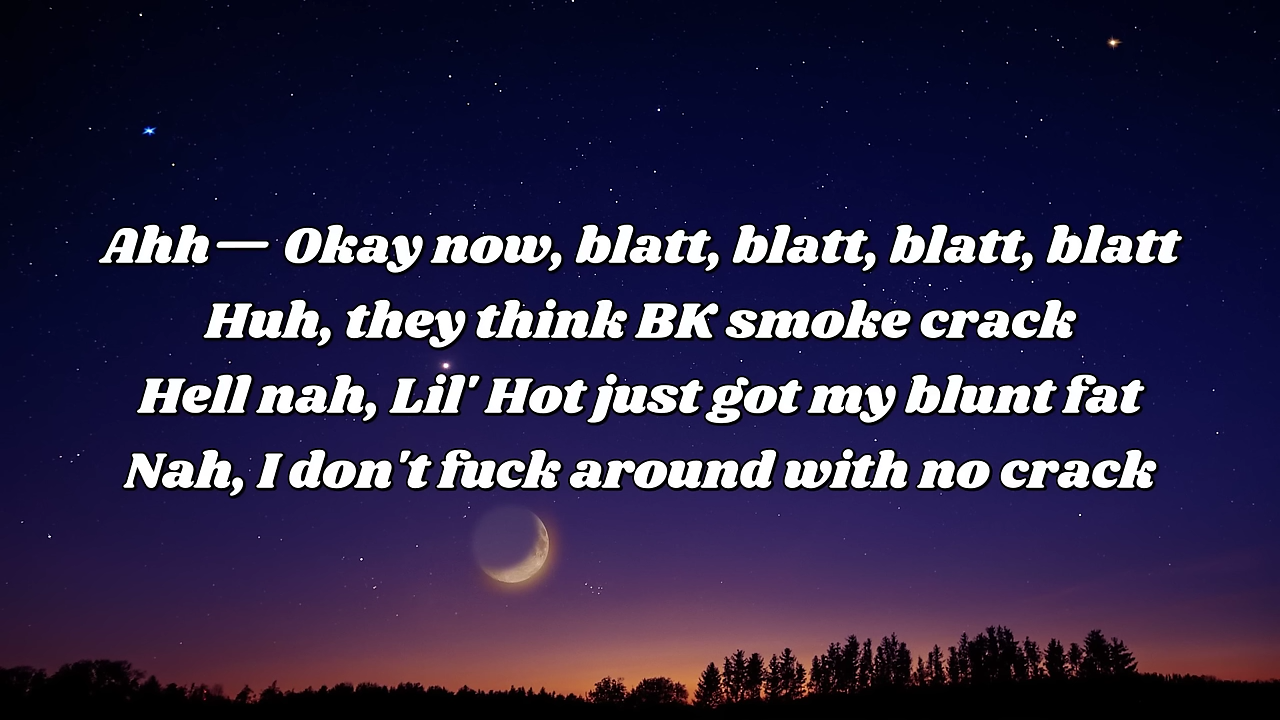 Ahh— Okay now, blatt, blatt, blatt, blatt
Huh, they think BK smoke crack
Hell nah, Lil' Hot just got my blunt fat
Nah, I don't fuck around with no crack